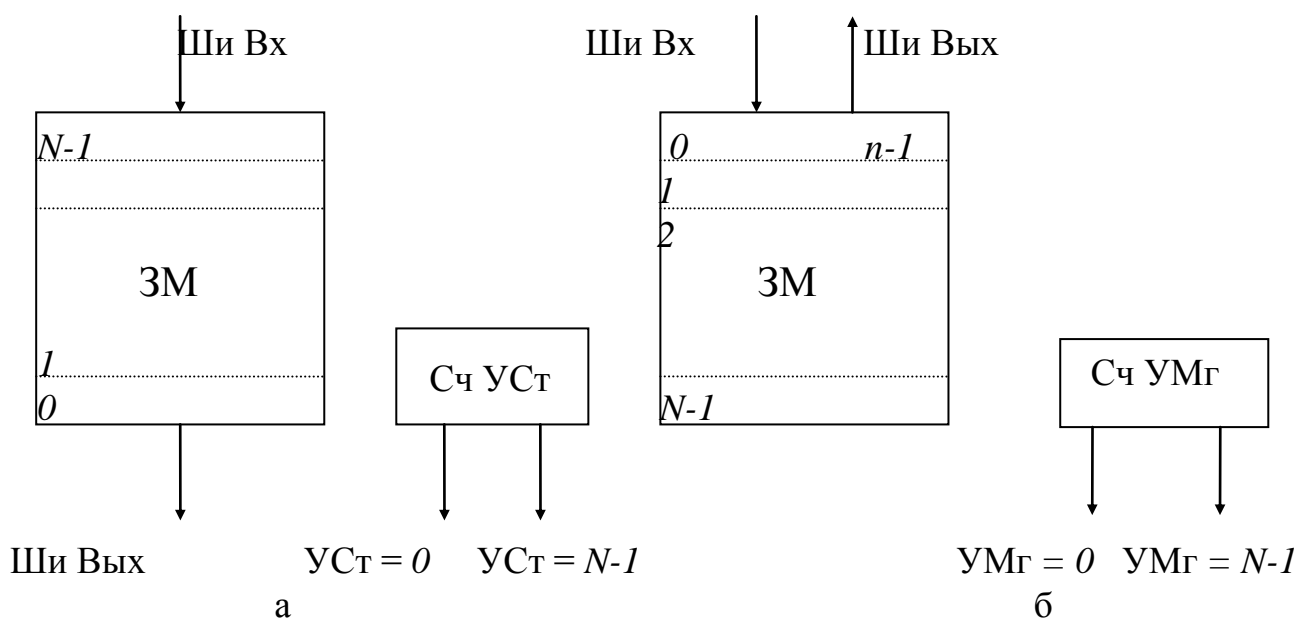 Ши Вх
Ши Вх
Ши Вых
N-1
0
n-1
1
2
ЗМ
ЗМ
1
Сч УСт
Сч УМг
0
N-1
Ши Вых
УСт = 0
УСт = N-1
УМг = 0
УМг = N-1
а
б